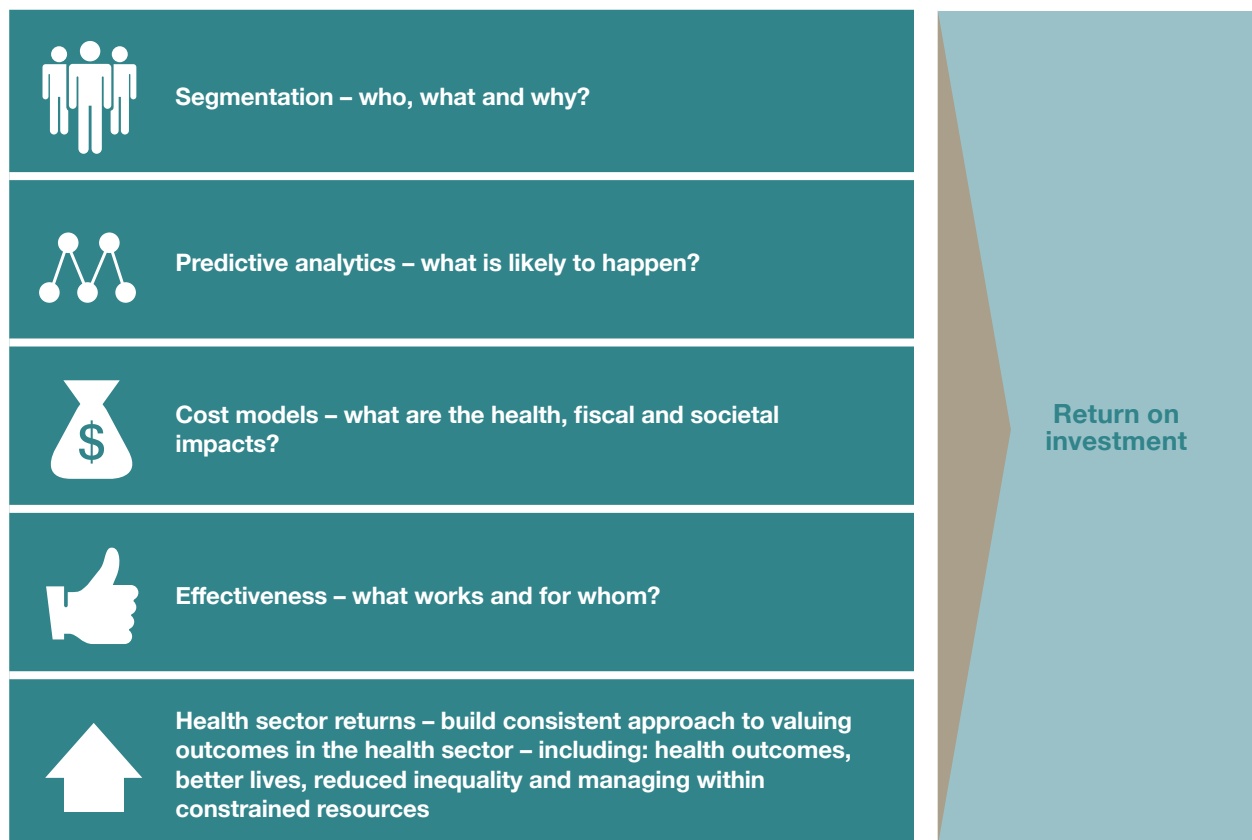 Segmentation – who, what and why?
Predictive analytics – what is likely to happen?
Cost models – what are the health, fiscal and societal
impacts?
$
Effectiveness – what works and for whom?
Health sector returns – build consistent approach to valuing
outcomes in the health sector – including: health outcomes,
better lives, reduced inequality and managing within
constrained resources
Return on
investment